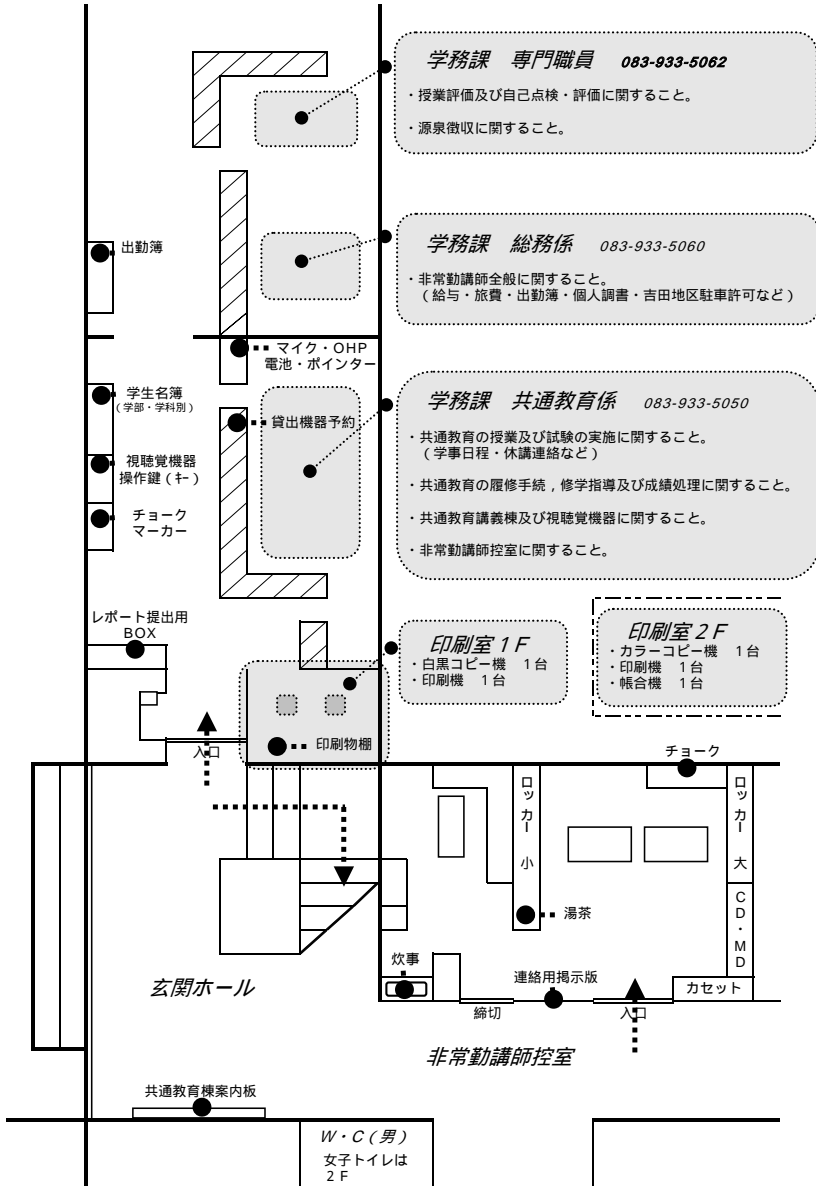 学務課 専門職員 083-933-5062
・授業評価及び自己点検・評価に関すること。
・源泉徴収に関すること。
学務課 総務係 083-933-5060
・非常勤講師全般に関すること。
(給与・旅費・出勤簿・個人調書・吉田地区駐車許可など)
出勤簿
マイク・OHP
電池・ポインター
学生名簿
(学部・学科別)
貸出機器予約
学務課 共通教育係 083-933-5050
・共通教育の授業及び試験の実施に関すること。
(学事日程・休講連絡など)
・共通教育の履修手続,修学指導及び成績処理に関すること。
・共通教育講義棟及び視聴覚機器に関すること。
・非常勤講師控室に関すること。
視聴覚機器
操作鍵(キー)
チョーク
マーカー
レポート提出用
BOX
印刷室1F
・白黒コピー機 1台
・印刷機 1台
印刷室2F
・カラーコピー機 1台
・印刷機 1台
・帳合機 1台
印刷物棚
入口
チョーク
ロッカー 小
ロッカー 大
湯茶
CD・MD
炊事
連絡用掲示版
カセット
玄関ホール
締切
入口
非常勤講師控室
共通教育棟案内板
W・C(男)
女子トイレは
2F